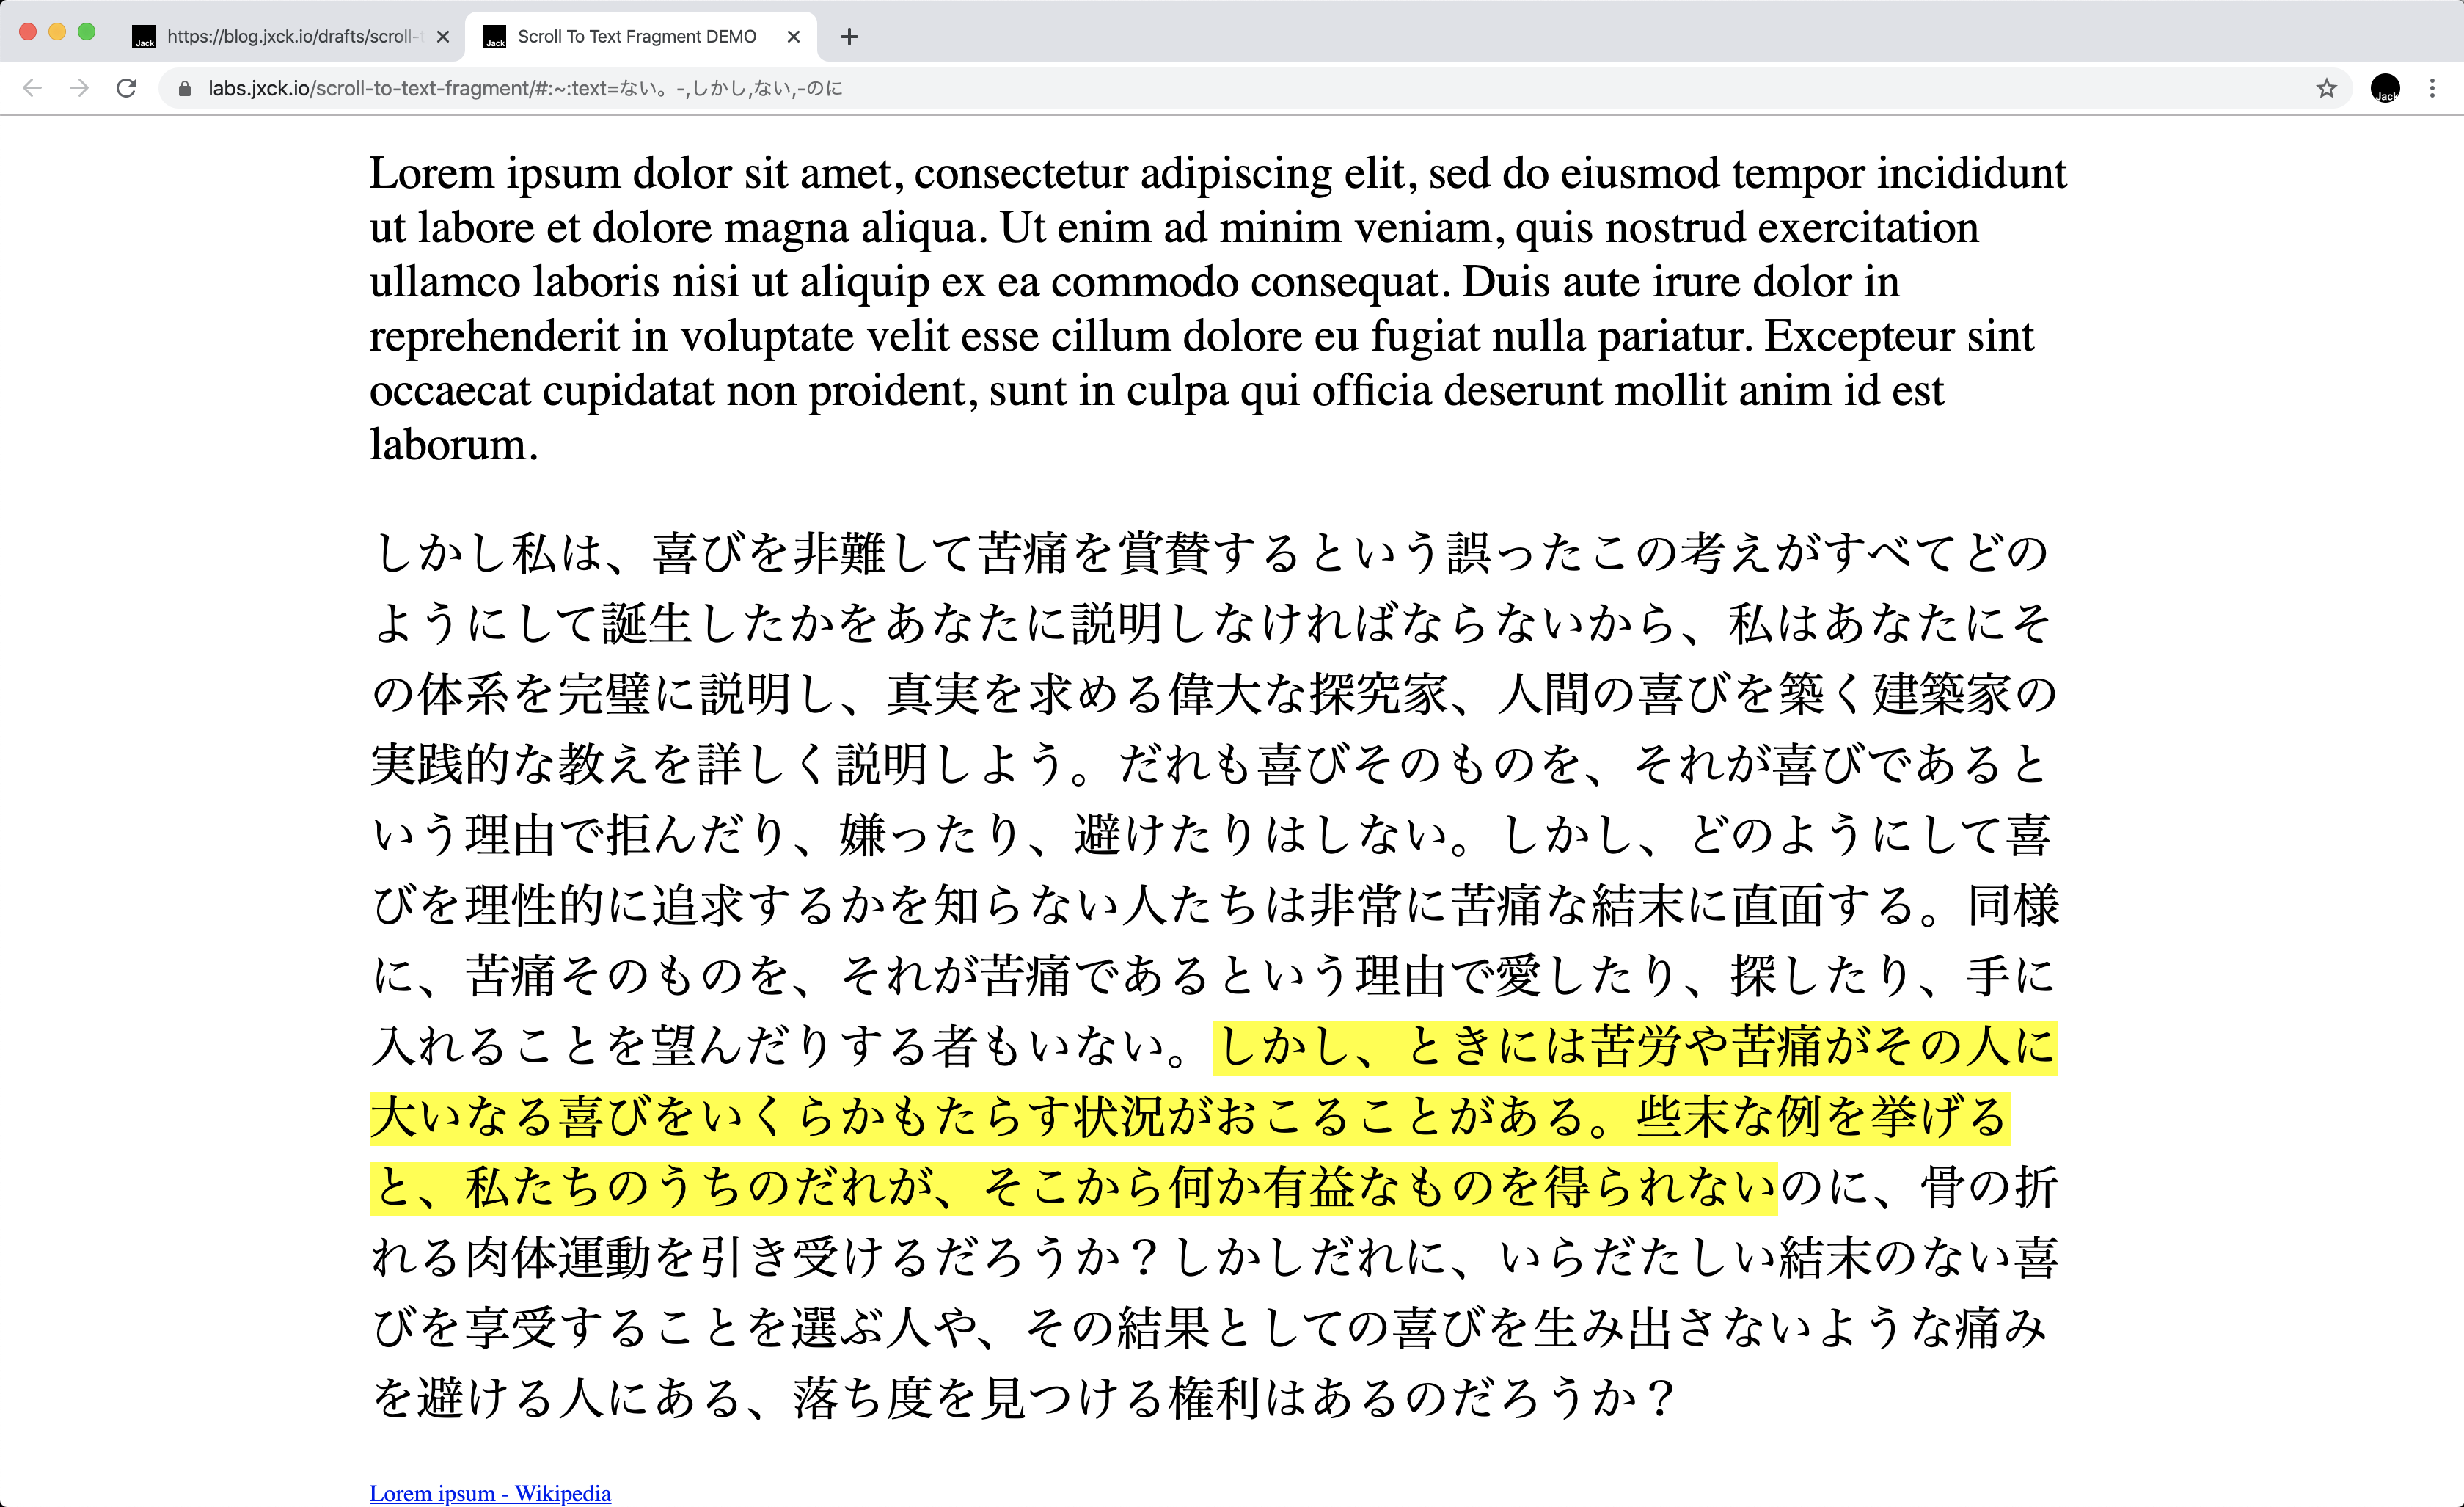 Jack
https://blog.jxck.io/drafts/scroll-
Jack
Scroll To Text Fragment DEMO
labs.jxck.io/scroll-to-text-fragment/#:~:text=ない。-,しかし,ない,-のに
Jack
Lorem ipsum dolor sit amet, consectetur adipiscing elit, sed do eiusmod tempor incididunt
ut labore et dolore magna aliqua. Ut enim ad minim veniam, quis nostrud exercitation
ullamco laboris nisi ut aliquip ex ea commodo consequat. Duis aute irure dolor in
reprehenderit in voluptate velit esse cillum dolore eu fugiat nulla pariatur. Excepteur sint
occaecat cupidatat non proident, sunt in culpa qui officia deserunt mollit anim id est
laborum.
しかし私は、喜びを非難して苦痛を賞賛するという誤ったこの考えがすべてどの
ようにして誕生したかをあなたに説明しなければならないから、私はあなたにそ
の体系を完璧に説明し、真実を求める偉大な探究家、人間の喜びを築く建築家の
実践的な教えを詳しく説明しよう。だれも喜びそのものを、それが喜びであると
いう理由で拒んだり、嫌ったり、避けたりはしない。しかし、どのようにして喜
びを理性的に追求するかを知らない人たちは非常に苦痛な結末に直面する。同様
に、苦痛そのものを、それが苦痛であるという理由で愛したり、探したり、手に
入れることを望んだりする者もいない。しかし、ときには苦労や苦痛がその人に
大いなる喜びをいくらかもたらす状況がおこることがある。些末な例を挙げる
と、私たちのうちのだれが、そこから何か有益なものを得られないのに、骨の折
れる肉体運動を引き受けるだろうか？しかしだれに、いらだたしい結末のない喜
びを享受することを選ぶ人や、その結果としての喜びを生み出さないような痛み
を避ける人にある、落ち度を見つける権利はあるのだろうか？
Lorem ipsum - Wikipedia